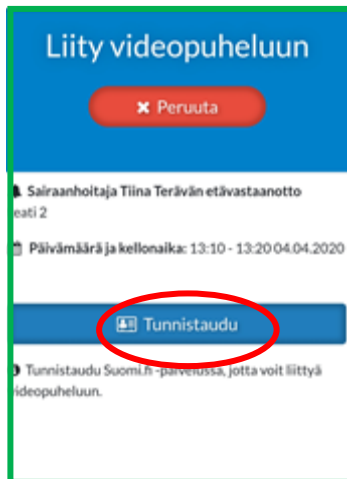 Liity videopuheluun
✖ Peruuta
Sairaanhoitaja Tiina Terävän etävastaanotto
eati 2
Päivämäärä ja kellonaika: 13:10 - 13:20 04.04.2020
Tunnistaudu
Tunnistaudu Suomi.fi -palvelussa, jotta voit liittyä
videopuheluun.